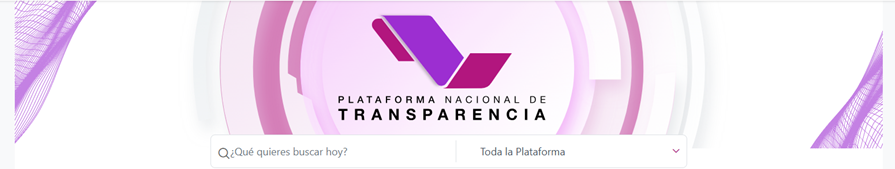 PLATAFORMA NACIONAL DE
TRANSPARENCIA
¿Qué quieres buscar hoy? Toda la Plataforma